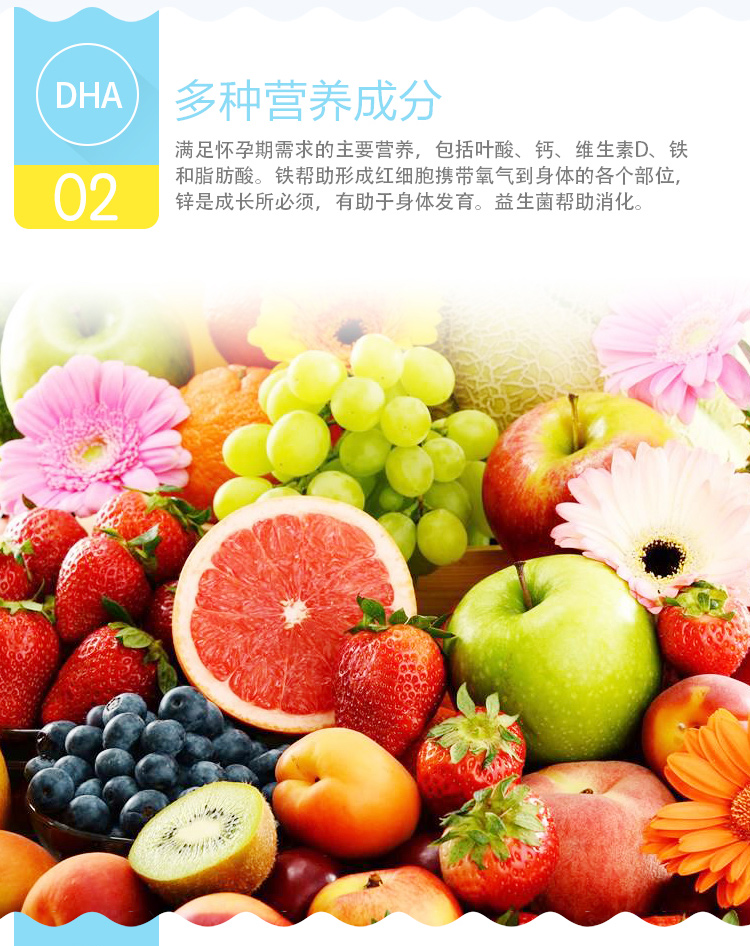 DHA
02
多种营养成分
满足怀孕期需求的主要营养，包括叶酸、钙、维生素D、铁
和脂肪酸。铁帮助形成红细胞携带氧气到身体的各个部位，
锌是成长所必须，有助于身体发育。益生菌帮助消化。